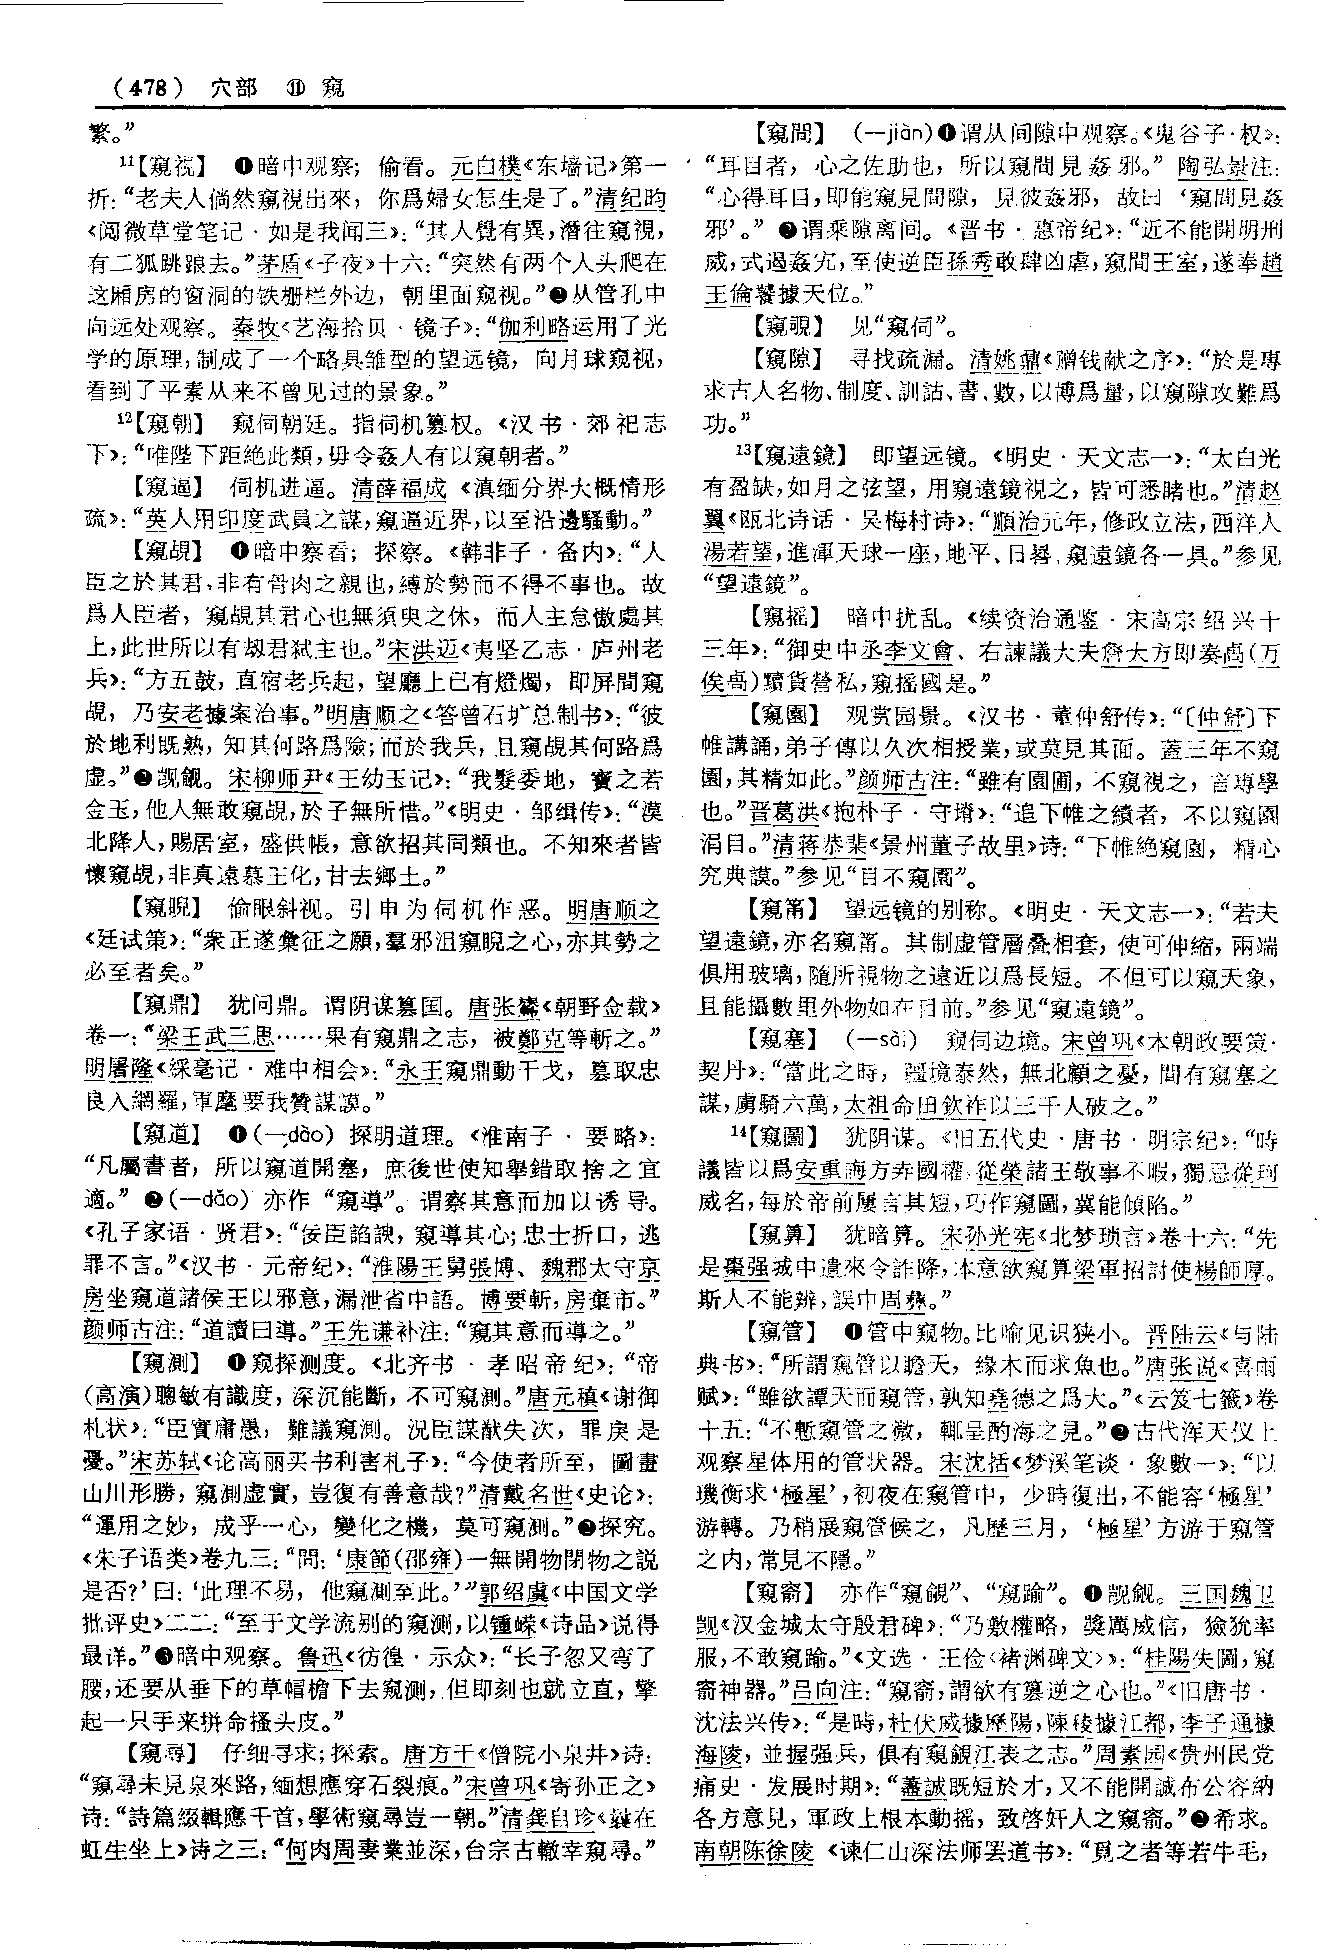 (478) 穴部 ⑪ 窺
繁。”
11【窺視】 ❶暗中观察；偷看。元白樸《东墙记》第一
折：“老夫人倘然窺視出來，你爲婦女怎生是了。”清纪昀
《阅微草堂笔记·如是我闻三》：“其人覺有異，潛往窺視，
有二狐跳踉去。”茅盾《子夜》十六：“突然有两个人头爬在
这厢房的窗洞的铁栅栏外边，朝里面窥视。”❷从管孔中
向远处观察。秦牧《艺海拾贝·镜子》：“伽利略运用了光
学的原理，制成了一个略具雏型的望远镜，向月球窥视，
看到了平素从来不曾见过的景象。”
12【窺朝】 窥伺朝廷。指伺机篡权。《汉书·郊祀志
下》：“唯陛下距絶此類，毋令姦人有以窺朝者。”
【窺逼】 伺机进逼。清薛福成《滇缅分界大概情形
疏》：“英人用印度武員之謀，窺逼近界，以至沿邊騷動。”
【窺覘】 ❶暗中察看；探察。《韩非子·备内》：“人
臣之於其君，非有骨肉之親也，縛於勢而不得不事也。故
爲人臣者，窺覘其君心也無須臾之休，而人主怠慠處其
上，此世所以有劫君弑主也。”宋洪迈《夷坚乙志·庐州老
兵》：“方五鼓，直宿老兵起，望廳上已有燈燭，即屏間窺
覘，乃安老據案治事。”明唐顺之《答曾石圹总制书》：“彼
於地利既熟，知其何路爲險；而於我兵，且窺覘其何路爲
虚。”❷觊觎。宋柳师尹《王幼玉记》：“我髮委地，寶之若
金玉，他人無敢窺覘，於子無所惜。”《明史·邹缉传》：“漠
北降人，賜居室，盛供帳，意欲招其同類也。不知來者皆
懷窺覘，非真遠慕王化，甘去鄉土。”
【窺睨】 偷眼斜视。引申为伺机作恶。明唐顺之
《廷试策》：“衆正遂彙征之願，羣邪沮窺睨之心，亦其勢之
必至者矣。”
【窺鼎】 犹问鼎。谓阴谋篡国。唐张鷟《朝野佥载》
卷一：“梁王武三思……果有窺鼎之志，被鄭克等斬之。”
明屠隆《綵毫记·难中相会》：“永王窺鼎動干戈，募取忠
良入網羅，軍麾要我贊謀謨。”
【窺道】 ❶(—dào) 探明道理。《淮南子·要略》：
“凡屬書者，所以窺道開塞，庶後世使知舉錯取捨之宜
適。” ❷(—dǎo) 亦作“窺導”。谓察其意而加以诱导。
《孔子家语·贤君》：“佞臣諂諛，窺導其心；忠士折口，逃
罪不言。”《汉书·元帝纪》：“淮陽王舅張博、魏郡太守京
房坐窺道諸侯王以邪意，漏泄省中語。博要斬，房棄市。”
颜师古注：“道讀曰導。”王先谦补注：“窺其意而導之。”
【窺測】 ❶窥探测度。《北齐书·孝昭帝纪》：“帝
(高演)聰敏有識度，深沉能斷，不可窺測。”唐元稹《谢御
札状》：“臣實庸愚，難議窺測。況臣謀猷失次，罪戾是
憂。”宋苏轼《论高丽买书利害札子》：“今使者所至，圖畫
山川形勝，窺測虚實，豈復有善意哉？”清戴名世《史论》：
“運用之妙，成乎一心，變化之機，莫可窺測。”❷探究。
《朱子语类》卷九三：“問：‘康節(邵雍)一無開物閉物之説
是否？’曰：‘此理不易，他窺測至此。’”郭绍虞《中国文学
批评史》二二：“至于文学流别的窥测，以锺嵘《诗品》说得
最详。”❸暗中观察。鲁迅《彷徨·示众》：“长子忽又弯了
腰，还要从垂下的草帽檐下去窥测，但即刻也就立直，擎
起一只手来拼命搔头皮。”
【窺尋】 仔细寻求；探索。唐方干《僧院小泉井》诗：
“窺尋未見泉來路，緬想應穿石裂痕。”宋曾巩《寄孙正之》
诗：“詩篇綴輯應千首，學術窺尋豈一朝。”清龚自珍《躔在
虹生坐上》诗之三：“何肉周妻業並深，台宗古轍幸窺尋。”
【窺間】 (—jiàn)❶谓从间隙中观察。《鬼谷子·权》：
“耳目者，心之佐助也，所以窺間見姦邪。” 陶弘景注：
“心得耳目，即能窺見間隙，見彼姦邪，故曰‘窺間見姦
邪’。” ❷谓乘隙离间。《晋书·惠帝纪》：“近不能開明刑
威，式遏姦宄，至使逆臣孫秀敢肆凶虐，窺間王室，遂奉趙
王倫饕據天位。”
【窺覗】 见“窺伺”。
【窺隙】 寻找疏漏。清姚鼐《赠钱献之序》：“於是專
求古人名物、制度、訓詁、書、數，以博爲量，以窺隙攻難爲
功。”
13【窺遠鏡】 即望远镜。《明史·天文志一》：“太白光
有盈缺，如月之弦望，用窺遠鏡視之，皆可悉睹也。”清赵
翼《瓯北诗话·吴梅村诗》：“順治元年，修政立法，西洋人
湯若望，進渾天球一座，地平、日晷、窺遠鏡各一具。”参见
“望遠鏡”。
【窺摇】 暗中扰乱。《续资治通鉴·宋高宗绍兴十
三年》：“御史中丞李文會、右諫議大夫詹大方即奏卨(万
俟卨)黷貨營私，窺摇國是。”
【窺園】 观赏园景。《汉书·董仲舒传》：“〔仲舒〕下
帷講誦，弟子傳以久次相授業，或莫見其面。蓋三年不窺
園，其精如此。”颜师古注：“雖有園圃，不窺視之，言專學
也。”晋葛洪《抱朴子·守塉》：“追下帷之績者，不以窺園
涓目。”清蒋恭棐《景州董子故里》诗：“下帷絶窺園，精心
究典謨。”参见“目不窺園”。
【窺筩】 望远镜的别称。《明史·天文志一》：“若夫
望遠鏡，亦名窺筩。其制虚管層叠相套，使可伸縮，兩端
俱用玻璃，隨所視物之遠近以爲長短。不但可以窺天象，
且能攝數里外物如在目前。”参见“窺遠鏡”。
【窺塞】 (—sài) 窥伺边境。宋曾巩《本朝政要策·
契丹》：“當此之時，疆境泰然，無北顧之憂，間有窺塞之
謀，虜騎六萬，太祖命田欽祚以三千人破之。”
14【窺圖】 犹阴谋。《旧五代史·唐书·明宗纪》：“時
議皆以爲安重誨方弄國權，從榮諸王敬事不暇，獨忌從珂
威名，每於帝前屢言其短，巧作窺圖，冀能傾陷。”
【窺算】 犹暗算。宋孙光宪《北梦琐言》卷十六：“先
是棗强城中遣來令詐降，本意欲窺算梁軍招討使楊師厚。
斯人不能辨，誤中周彝。”
【窺管】 ❶管中窥物。比喻见识狭小。晋陆云《与陆
典书》：“所謂窺管以瞻天，緣木而求魚也。”唐张说《喜雨
赋》：“雖欲譚天而窺管，孰知堯德之爲大。”《云笈七籤》卷
十五：“不慙窺管之微，輒呈酌海之見。”❷古代浑天仪上
观察星体用的管状器。宋沈括《梦溪笔谈·象數一》：“以
璣衡求‘極星’，初夜在窺管中，少時復出，不能容‘極星’
游轉。乃稍展窺管候之，凡歷三月，‘極星’方游于窺管
之内，常見不隱。”
【窺窬】 亦作“窺覦”、“窺踰”。❶觊觎。三国魏卫
觊《汉金城太守殷君碑》：“乃敷權略，獎厲威信，獫狁率
服，不敢窺踰。”《文选·王俭〈褚渊碑文〉》：“桂陽失圖，窺
窬神器。”吕向注：“窺窬，謂欲有篡逆之心也。”《旧唐书·
沈法兴传》：“是時，杜伏威據歷陽，陳稜據江都，李子通據
海陵，並握强兵，俱有窺覦江表之志。”周素园《贵州民党
痛史·发展时期》：“蓋誠既短於才，又不能開誠布公容納
各方意見，軍政上根本動摇，致啓奸人之窺窬。”❷希求。
南朝陈徐陵《谏仁山深法师罢道书》：“覓之者等若牛毛，